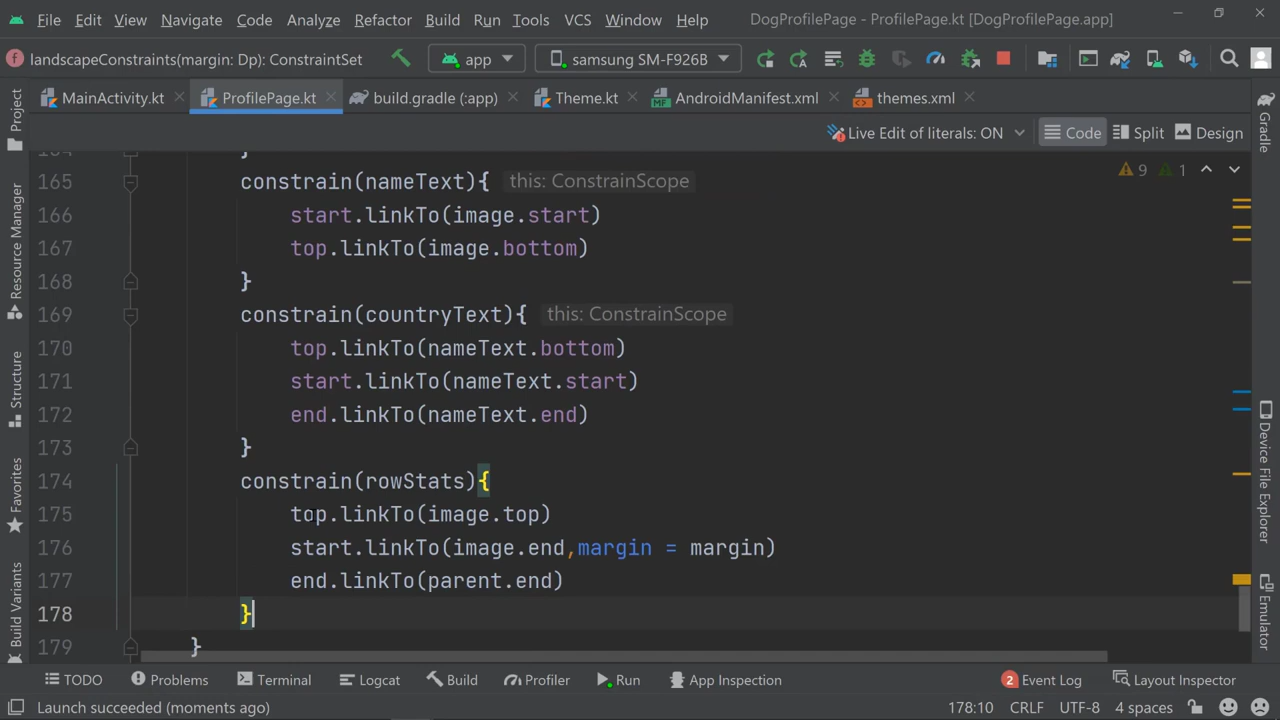 File Edit View Navigate Code Analyze Refactor Build Run Tools VCS Window Help DogProfilePage - ProfilePage.kt [DogProfilePage.app]
landscapeConstraints(margin: Dp): ConstraintSet app samsung SM-F926B
MainActivity.kt ProfilePage.kt build.gradle (:app) Theme.kt AndroidManifest.xml themes.xml
Live Edit of literals: ON Code Split Design
9 1
165 constrain(nameText){ this: ConstrainScope
166 start.linkTo(image.start)
167 top.linkTo(image.bottom)
168 }
169 constrain(countryText){ this: ConstrainScope
170 top.linkTo(nameText.bottom)
171 start.linkTo(nameText.start)
172 end.linkTo(nameText.end)
173 }
174 constrain(rowStats){
175 top.linkTo(image.top)
176 start.linkTo(image.end,margin = margin)
177 end.linkTo(parent.end)
178 }
179 }
Project
Resource Manager
Structure
Favorites
Build Variants
Gradle
Device File Explorer
Emulator
TODO Problems Terminal Logcat Build Profiler Run App Inspection 2 Event Log Layout Inspector
Launch succeeded (moments ago) 178:10 CRLF UTF-8 4 spaces